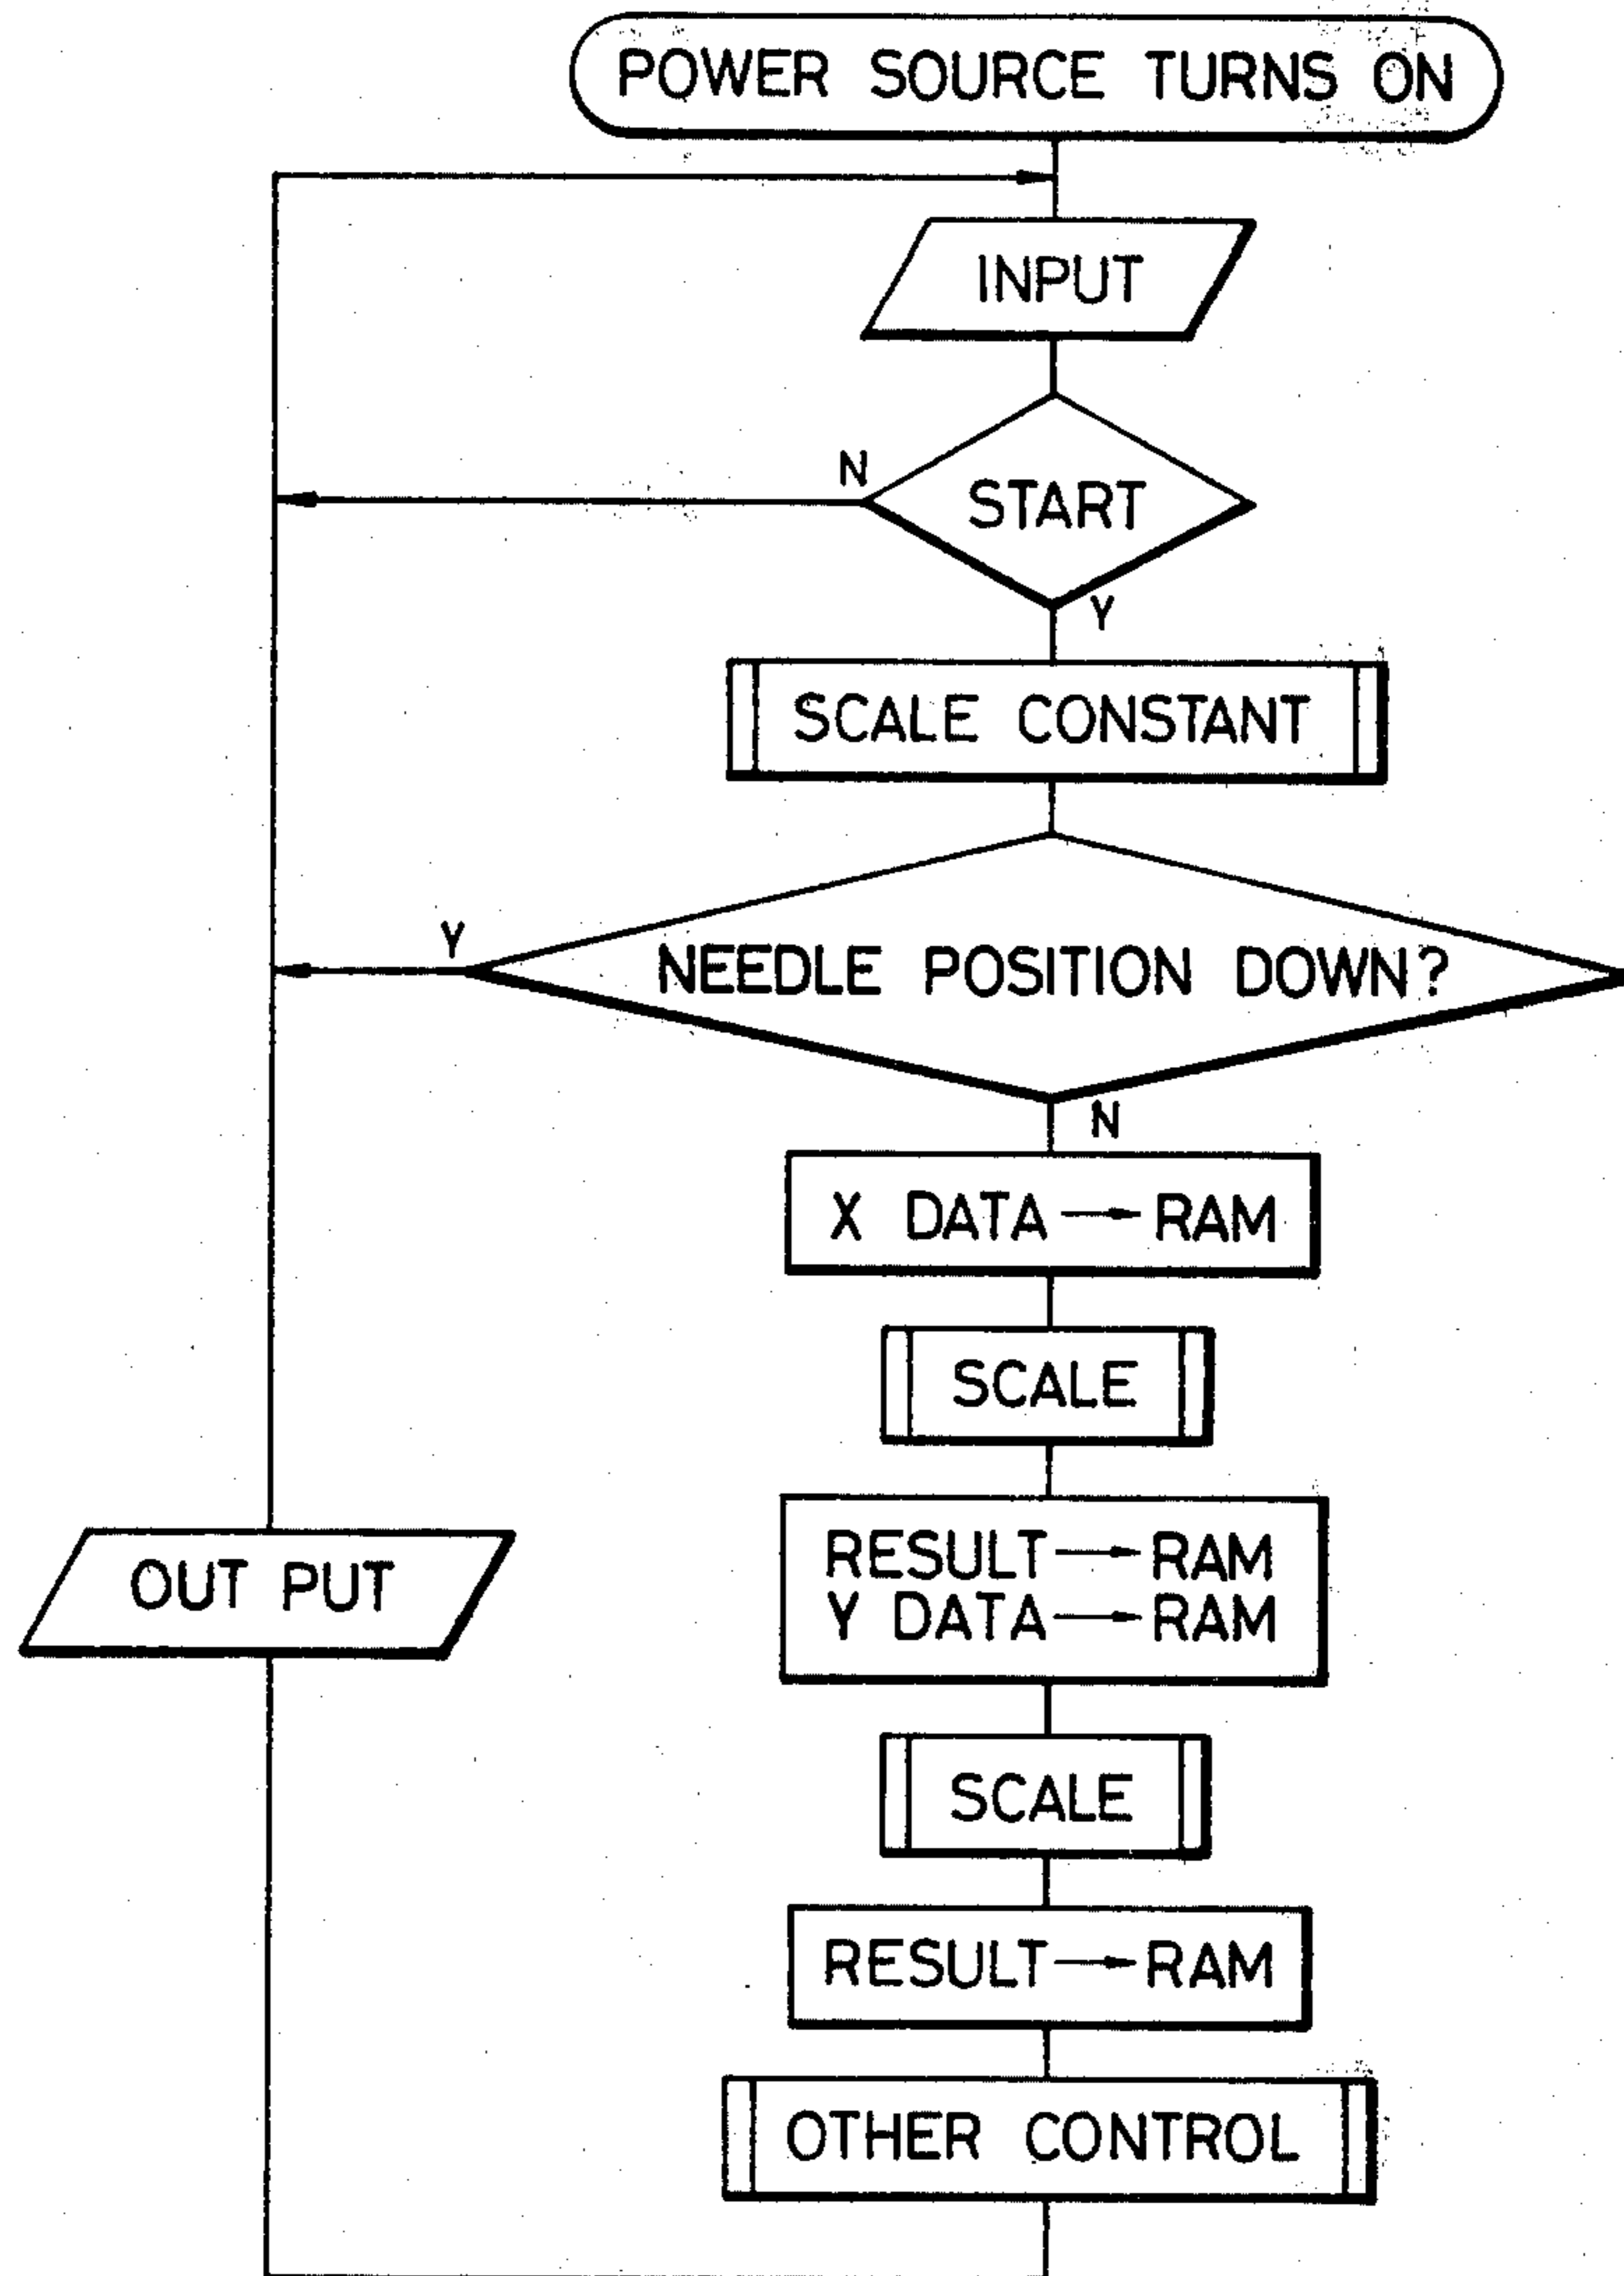 POWER SOURCE TURNS ON
INPUT
N
START
Y
SCALE CONSTANT
Y
NEEDLE POSITION DOWN?
N
X DATA → RAM
SCALE
RESULT → RAM
Y DATA → RAM
OUT PUT
SCALE
RESULT → RAM
OTHER CONTROL